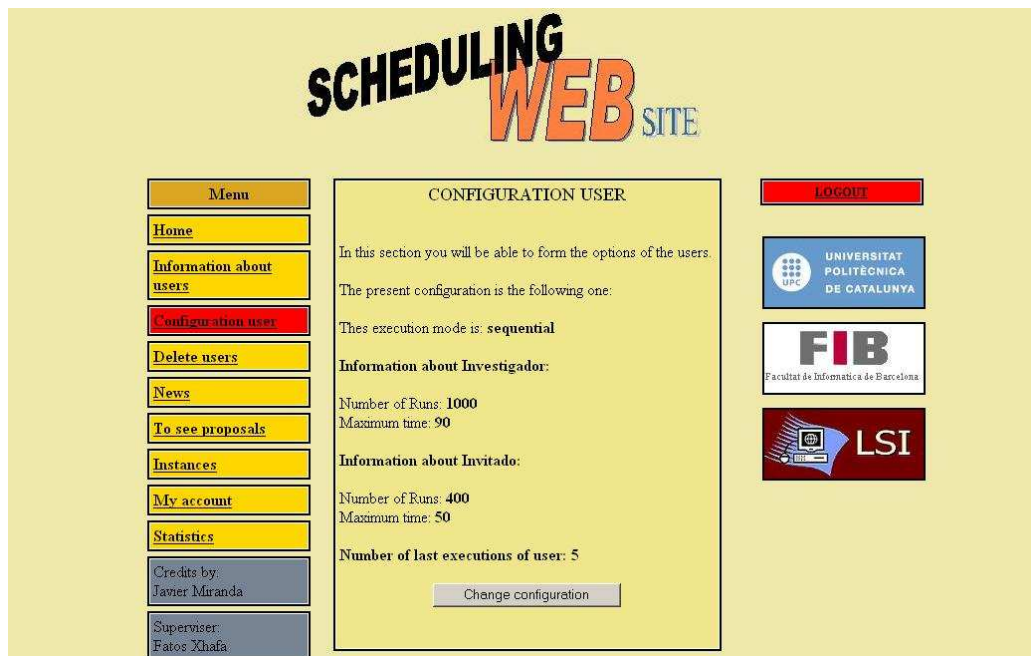 SCHEDULING
WEB SITE
Menu
Home
Information about
users
Configuration user
Delete users
News
To see proposals
Instances
My account
Statistics
Credits by:
Javier Miranda
Superviser:
Fatos Xhafa
CONFIGURATION USER
In this section you will be able to form the options of the users.
The present configuration is the following one:
Thes execution mode is: sequential
Information about Investigador:
Number of Runs: 1000
Maximum time: 90
Information about Invitado:
Number of Runs: 400
Maximum time: 50
Number of last executions of user: 5
Change configuration
LOGOUT
UPC
UNIVERSITAT
POLITÈCNICA
DE CATALUNYA
FIB
Facultat de Informatica de Barcelona
LSI